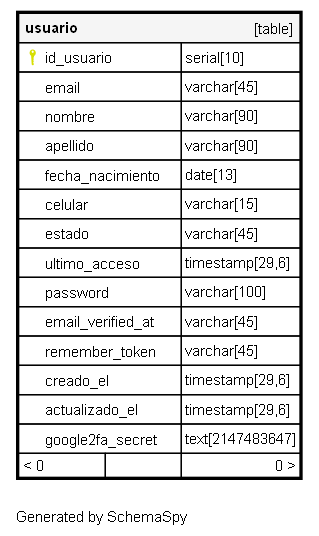 usuario [table]
id_usuario serial[10]
email varchar[45]
nombre varchar[90]
apellido varchar[90]
fecha_nacimiento date[13]
celular varchar[15]
estado varchar[45]
ultimo_acceso timestamp[29,6]
password varchar[100]
email_verified_at varchar[45]
remember_token varchar[45]
creado_el timestamp[29,6]
actualizado_el timestamp[29,6]
google2fa_secret text[2147483647]
< 0 0 >
Generated by SchemaSpy